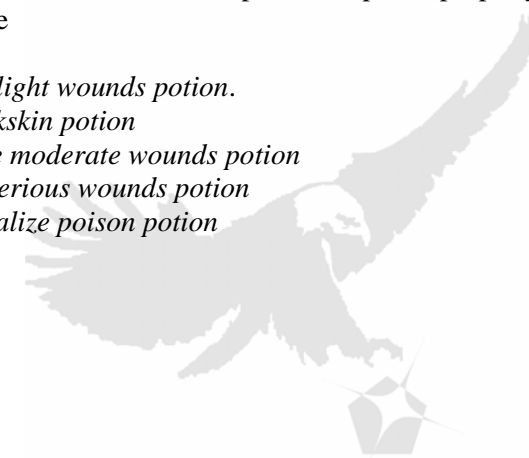 e
light wounds potion.
kskin potion
e moderate wounds potion
erious wounds potion
alize poison potion